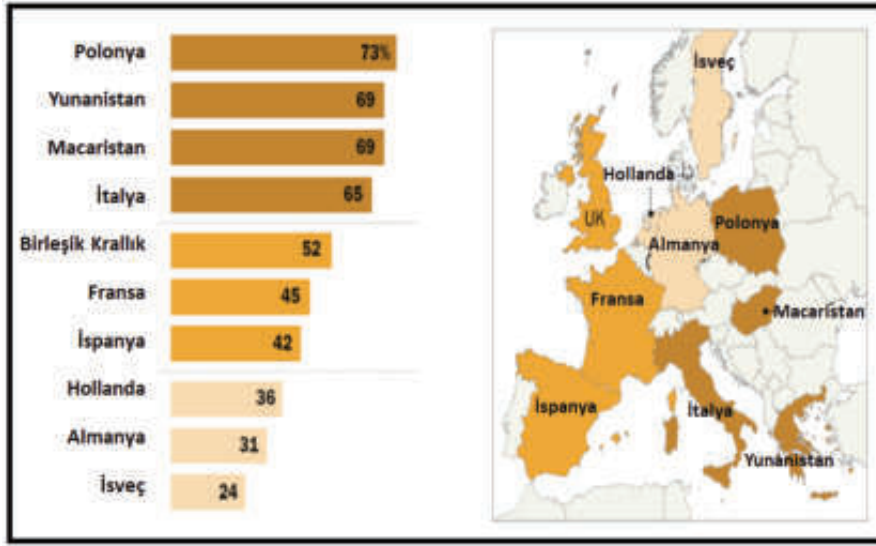 Polonya 73%
Yunanistan 69
Macaristan 69
İtalya 65
Birleşik Krallık 52
Fransa 45
İspanya 42
Hollanda 36
Almanya 31
İsveç 24
İsveç
Hollanda
UK
Polonya
Almanya
Fransa
Macaristan
İspanya
İtalya
Yunanistan